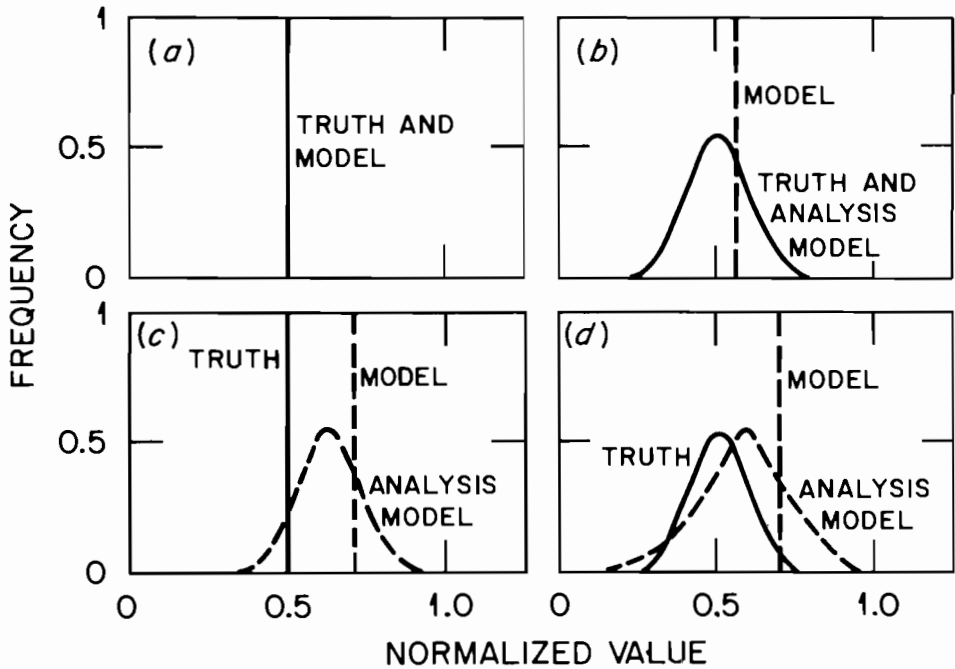 FREQUENCY
1
0.5
0
(a)
TRUTH AND
MODEL
(b)
MODEL
TRUTH AND
ANALYSIS
MODEL
1
0.5
0
(c)
TRUTH
MODEL
ANALYSIS
MODEL
(d)
MODEL
TRUTH
ANALYSIS
MODEL
0 0.5 1.0 0 0.5 1.0
NORMALIZED VALUE